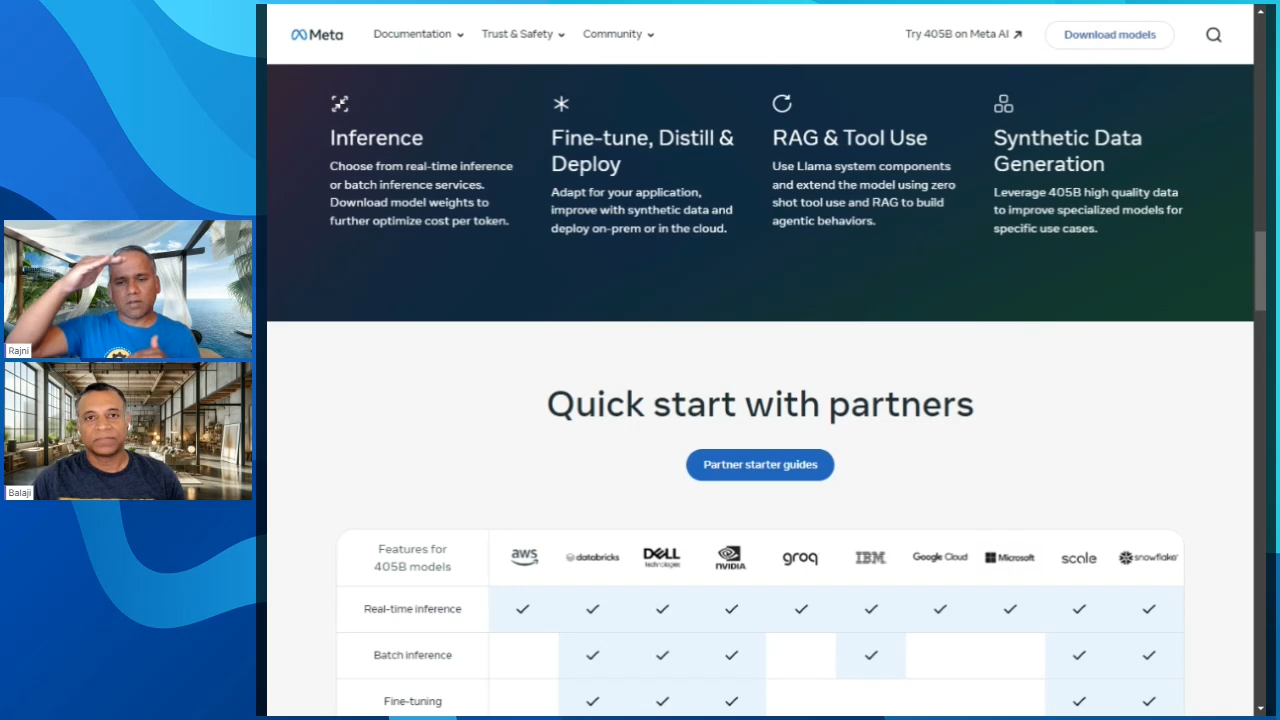 Meta
Documentation
Trust & Safety
Community
Try 405B on Meta AI
Download models
Inference
Choose from real-time inference
or batch inference services.
Download model weights to
further optimize cost per token.
Fine-tune, Distill &
Deploy
Adapt for your application,
improve with synthetic data and
deploy on-prem or in the cloud.
RAG & Tool Use
Use Llama system components
and extend the model using zero
shot tool use and RAG to build
agentic behaviors.
Synthetic Data
Generation
Leverage 405B high quality data
to improve specialized models for
specific use cases.
Rajni
Balaji
Quick start with partners
Partner starter guides
Features for
405B models
aws
databricks
DELL
technologies
NVIDIA
groq
IBM
Google Cloud
Microsoft
scale
snowflake
Real-time inference
Batch inference
Fine-tuning